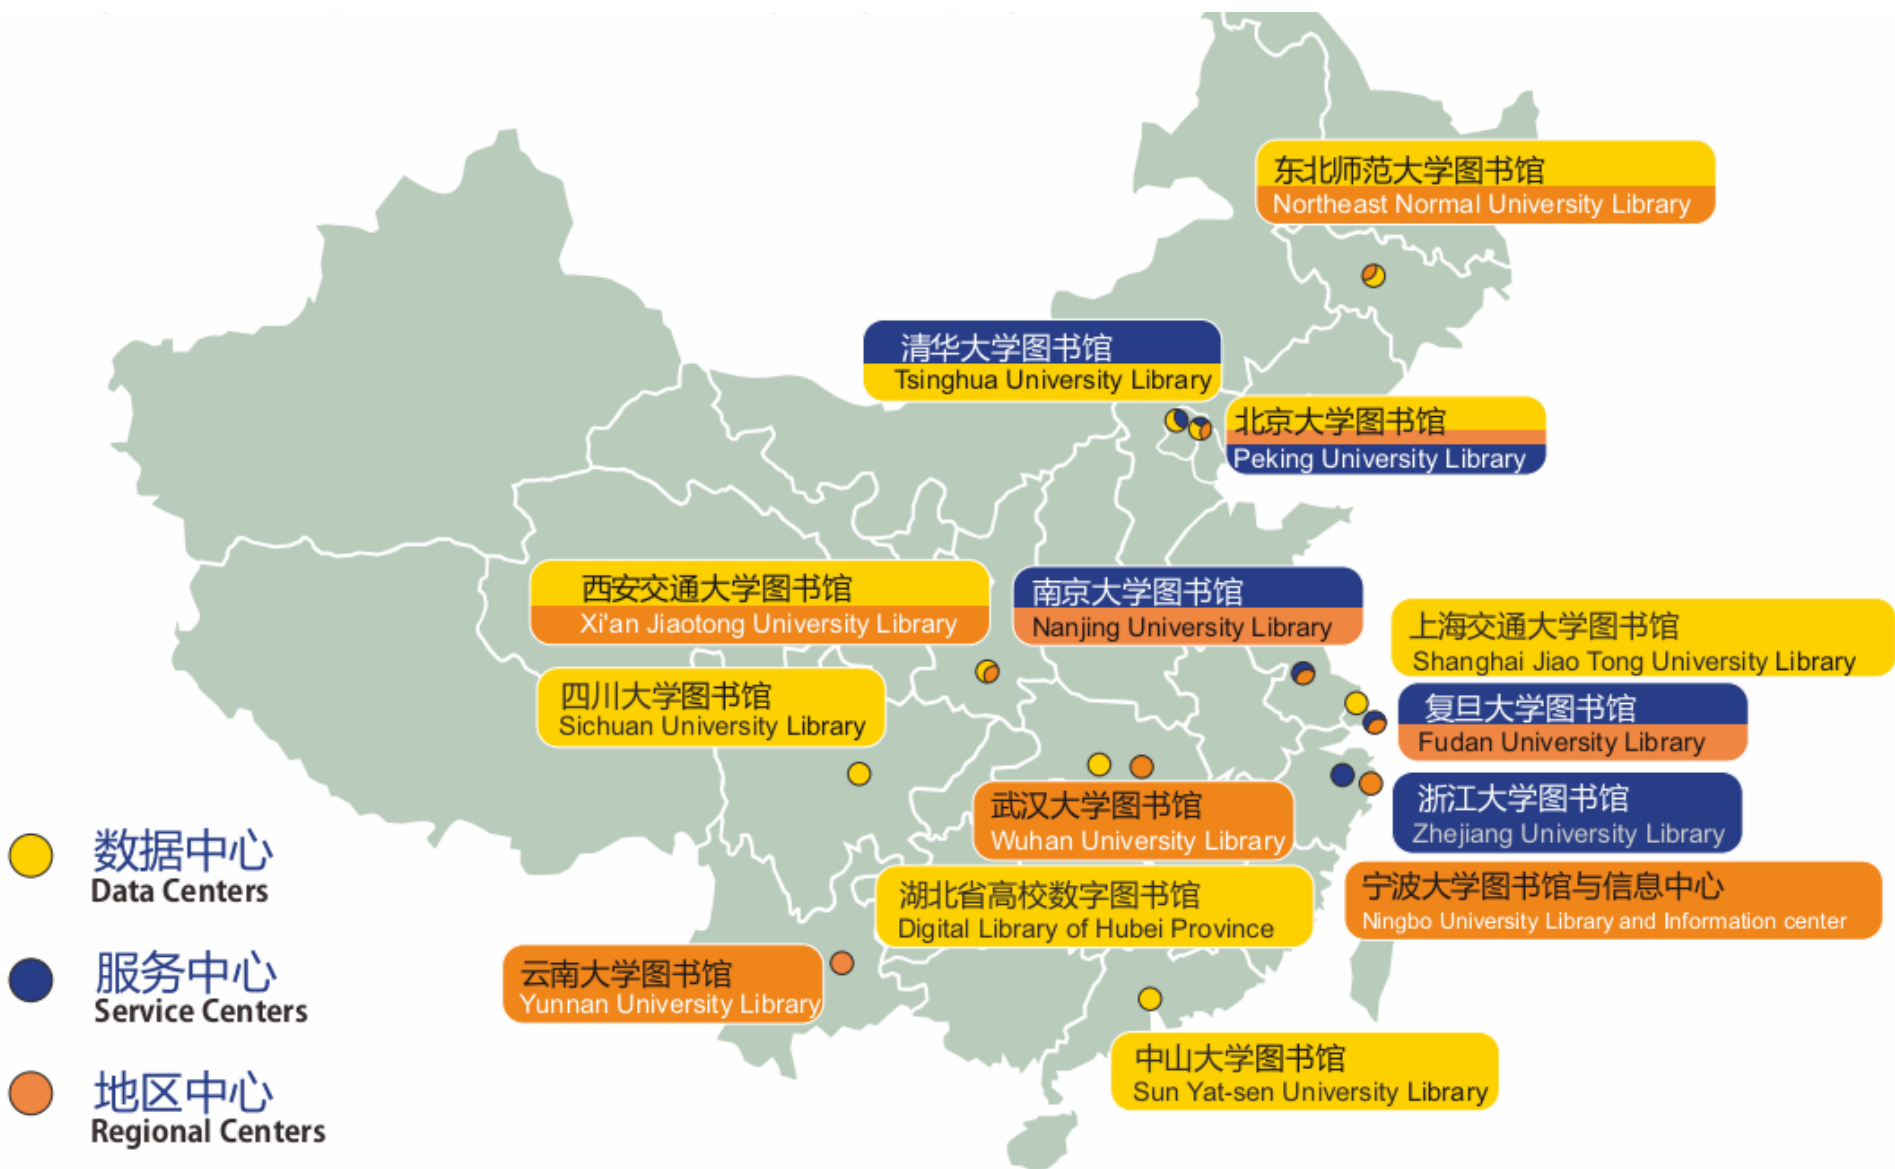 东北师范大学图书馆
Northeast Normal University Library
清华大学图书馆
Tsinghua University Library
北京大学图书馆
Peking University Library
西安交通大学图书馆
Xi'an Jiaotong University Library
南京大学图书馆
Nanjing University Library
上海交通大学图书馆
Shanghai Jiao Tong University Library
四川大学图书馆
Sichuan University Library
复旦大学图书馆
Fudan University Library
武汉大学图书馆
Wuhan University Library
浙江大学图书馆
Zhejiang University Library
湖北省高校数字图书馆
Digital Library of Hubei Province
宁波大学图书馆与信息中心
Ningbo University Library and Information center
云南大学图书馆
Yunnan University Library
中山大学图书馆
Sun Yat-sen University Library
数据中心
Data Centers
服务中心
Service Centers
地区中心
Regional Centers